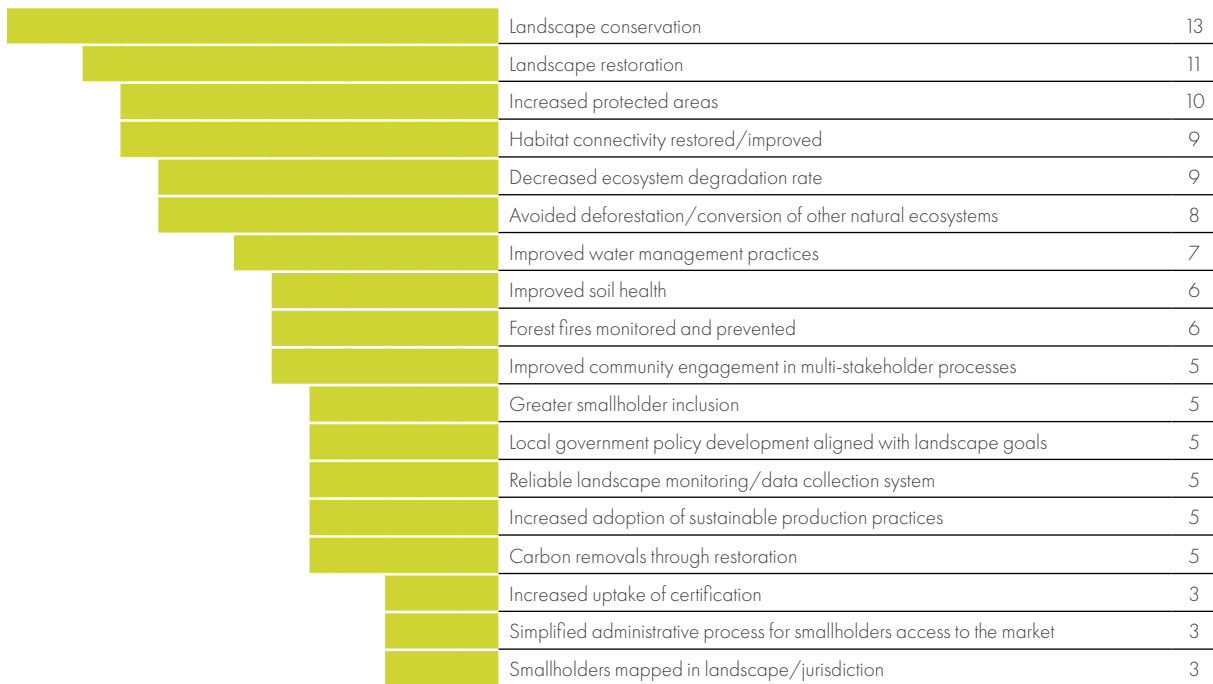 Landscape conservation 13
Landscape restoration 11
Increased protected areas 10
Habitat connectivity restored/improved 9
Decreased ecosystem degradation rate 9
Avoided deforestation/conversion of other natural ecosystems 8
Improved water management practices 7
Improved soil health 6
Forest fires monitored and prevented 6
Improved community engagement in multi-stakeholder processes 5
Greater smallholder inclusion 5
Local government policy development aligned with landscape goals 5
Reliable landscape monitoring/data collection system 5
Increased adoption of sustainable production practices 5
Carbon removals through restoration 5
Increased uptake of certification 3
Simplified administrative process for smallholders access to the market 3
Smallholders mapped in landscape/jurisdiction 3